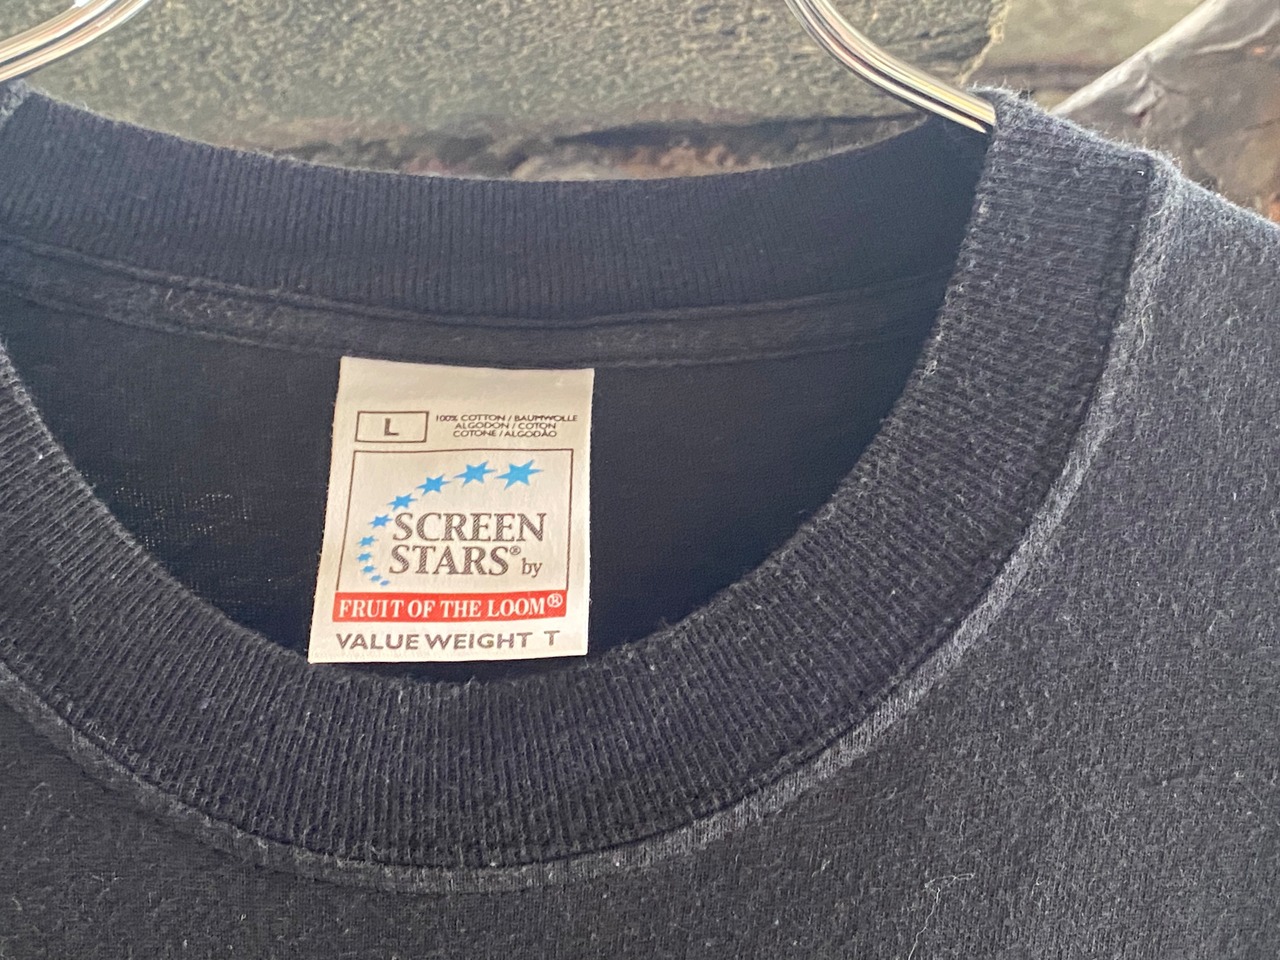 L
100% COTTON / BAUMWOLLE
ALGODON / COTON
COTONE / ALGODÃO
SCREEN
STARS® by
FRUIT OF THE LOOM®
VALUE WEIGHT T